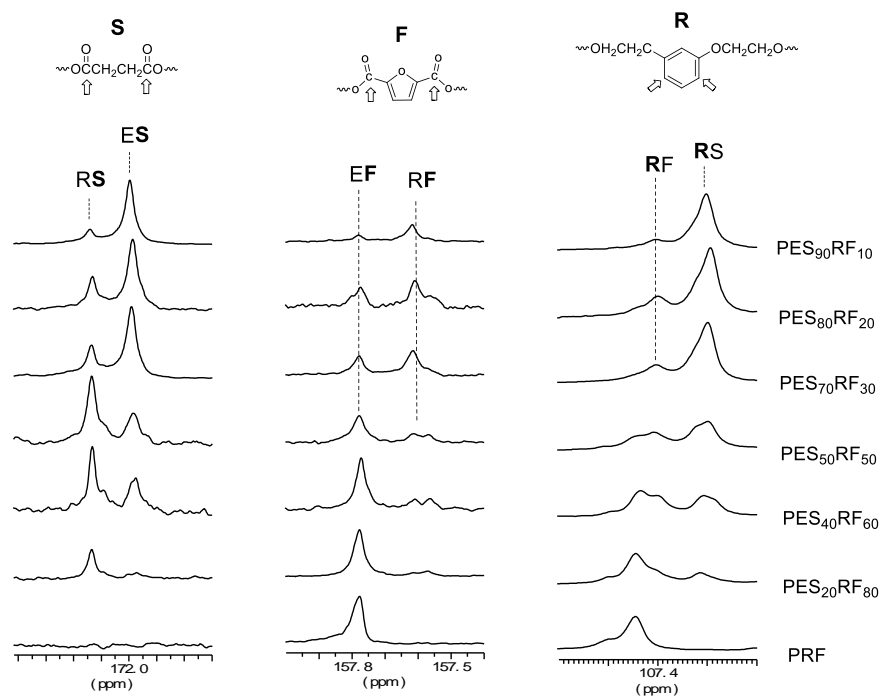 S
F
R
O O
OCCH₂CH₂CO
O O
O
O O
OH₂CH₂C OCH₂CH₂O
ES
RS
EF RF
RF RS
PES₉₀RF₁₀
PES₈₀RF₂₀
PES₇₀RF₃₀
PES₅₀RF₅₀
PES₄₀RF₆₀
PES₂₀RF₈₀
PRF
172.0
(ppm)
157.8 157.5
(ppm)
107.4
(ppm)